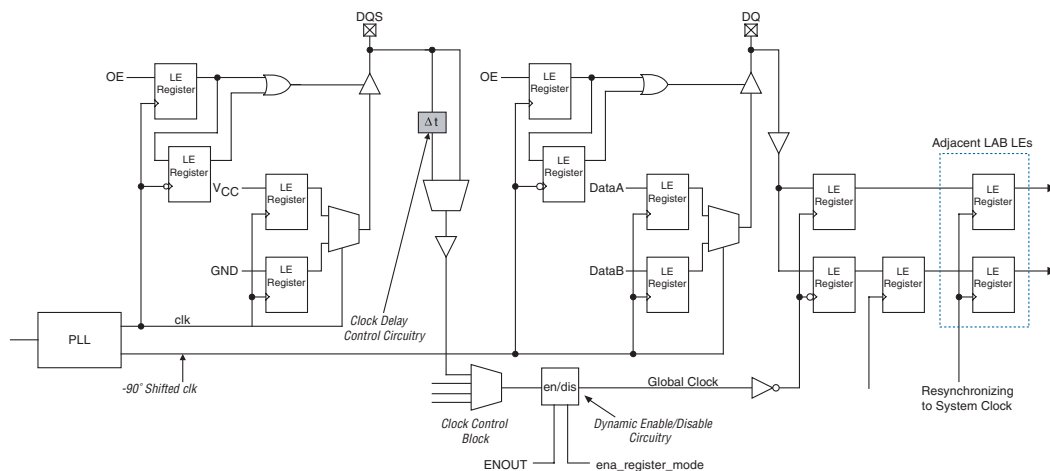 DQS
DQ
OE
LE
Register
OE
LE
Register
Δ t
Adjacent LAB LEs
LE
Register
LE
Register
VCC
LE
Register
DataA
LE
Register
LE
Register
LE
Register
GND
LE
Register
DataB
LE
Register
LE
Register
LE
Register
LE
Register
PLL
clk
Clock Delay
Control Circuitry
-90° Shifted clk
en/dis
Global Clock
Resynchronizing
to System Clock
Clock Control
Block
Dynamic Enable/Disable
Circuitry
ENOUT
ena_register_mode